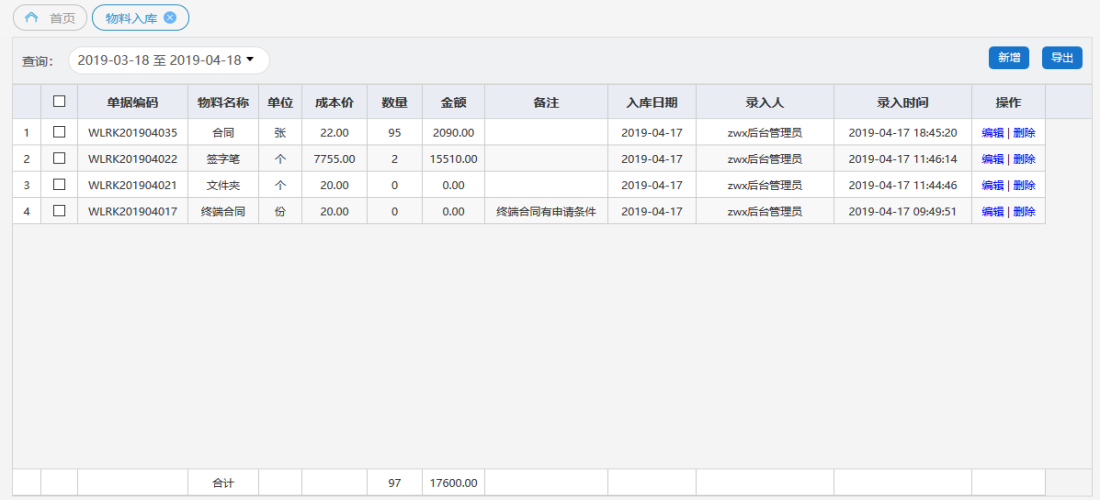 首页 物料入库
查询： 2019-03-18 至 2019-04-18 新增 导出
单据编码 物料名称 单位 成本价 数量 金额 备注 入库日期 录入人 录入时间 操作
1 WLRK201904035 合同 张 22.00 95 2090.00 2019-04-17 zwx后台管理员 2019-04-17 18:45:20 编辑 | 删除
2 WLRK201904022 签字笔 个 7755.00 2 15510.00 2019-04-17 zwx后台管理员 2019-04-17 11:46:14 编辑 | 删除
3 WLRK201904021 文件夹 个 20.00 0 0.00 2019-04-17 zwx后台管理员 2019-04-17 11:44:46 编辑 | 删除
4 WLRK201904017 终端合同 份 20.00 0 0.00 终端合同有申请条件 2019-04-17 zwx后台管理员 2019-04-17 09:49:51 编辑 | 删除
合计 97 17600.00